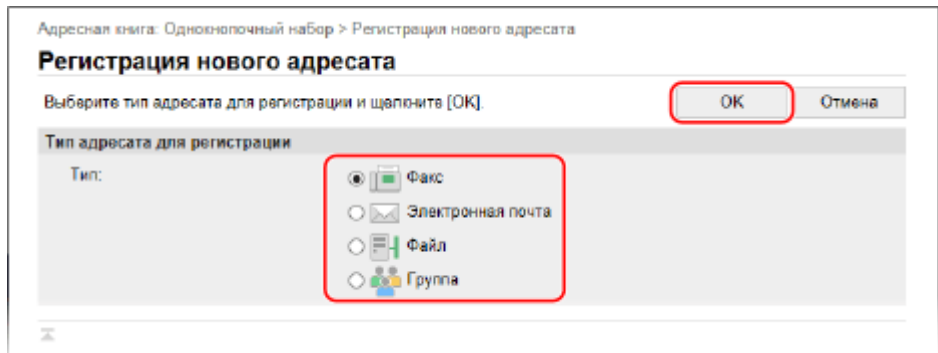 Адресная книга: Однокнопочный набор > Регистрация нового адресата
Регистрация нового адресата
Выберите тип адресата для регистрации и щелкните [OK].
OK
Отмена
Тип адресата для регистрации
Тип:
Факс
Электронная почта
Файл
Группа